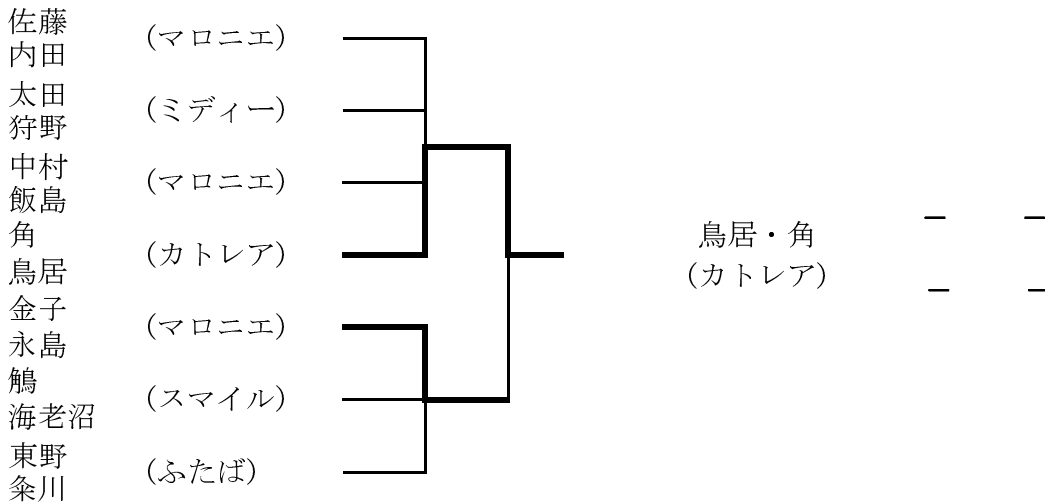 佐藤
内田
(マロニエ)
太田
狩野
(ミディー)
中村
飯島
(マロニエ)
角
鳥居
(カトレア)
金子
永島
(マロニエ)
鵤
海老沼
(スマイル)
東野
粂川
(ふたば)
鳥居・角
(カトレア)